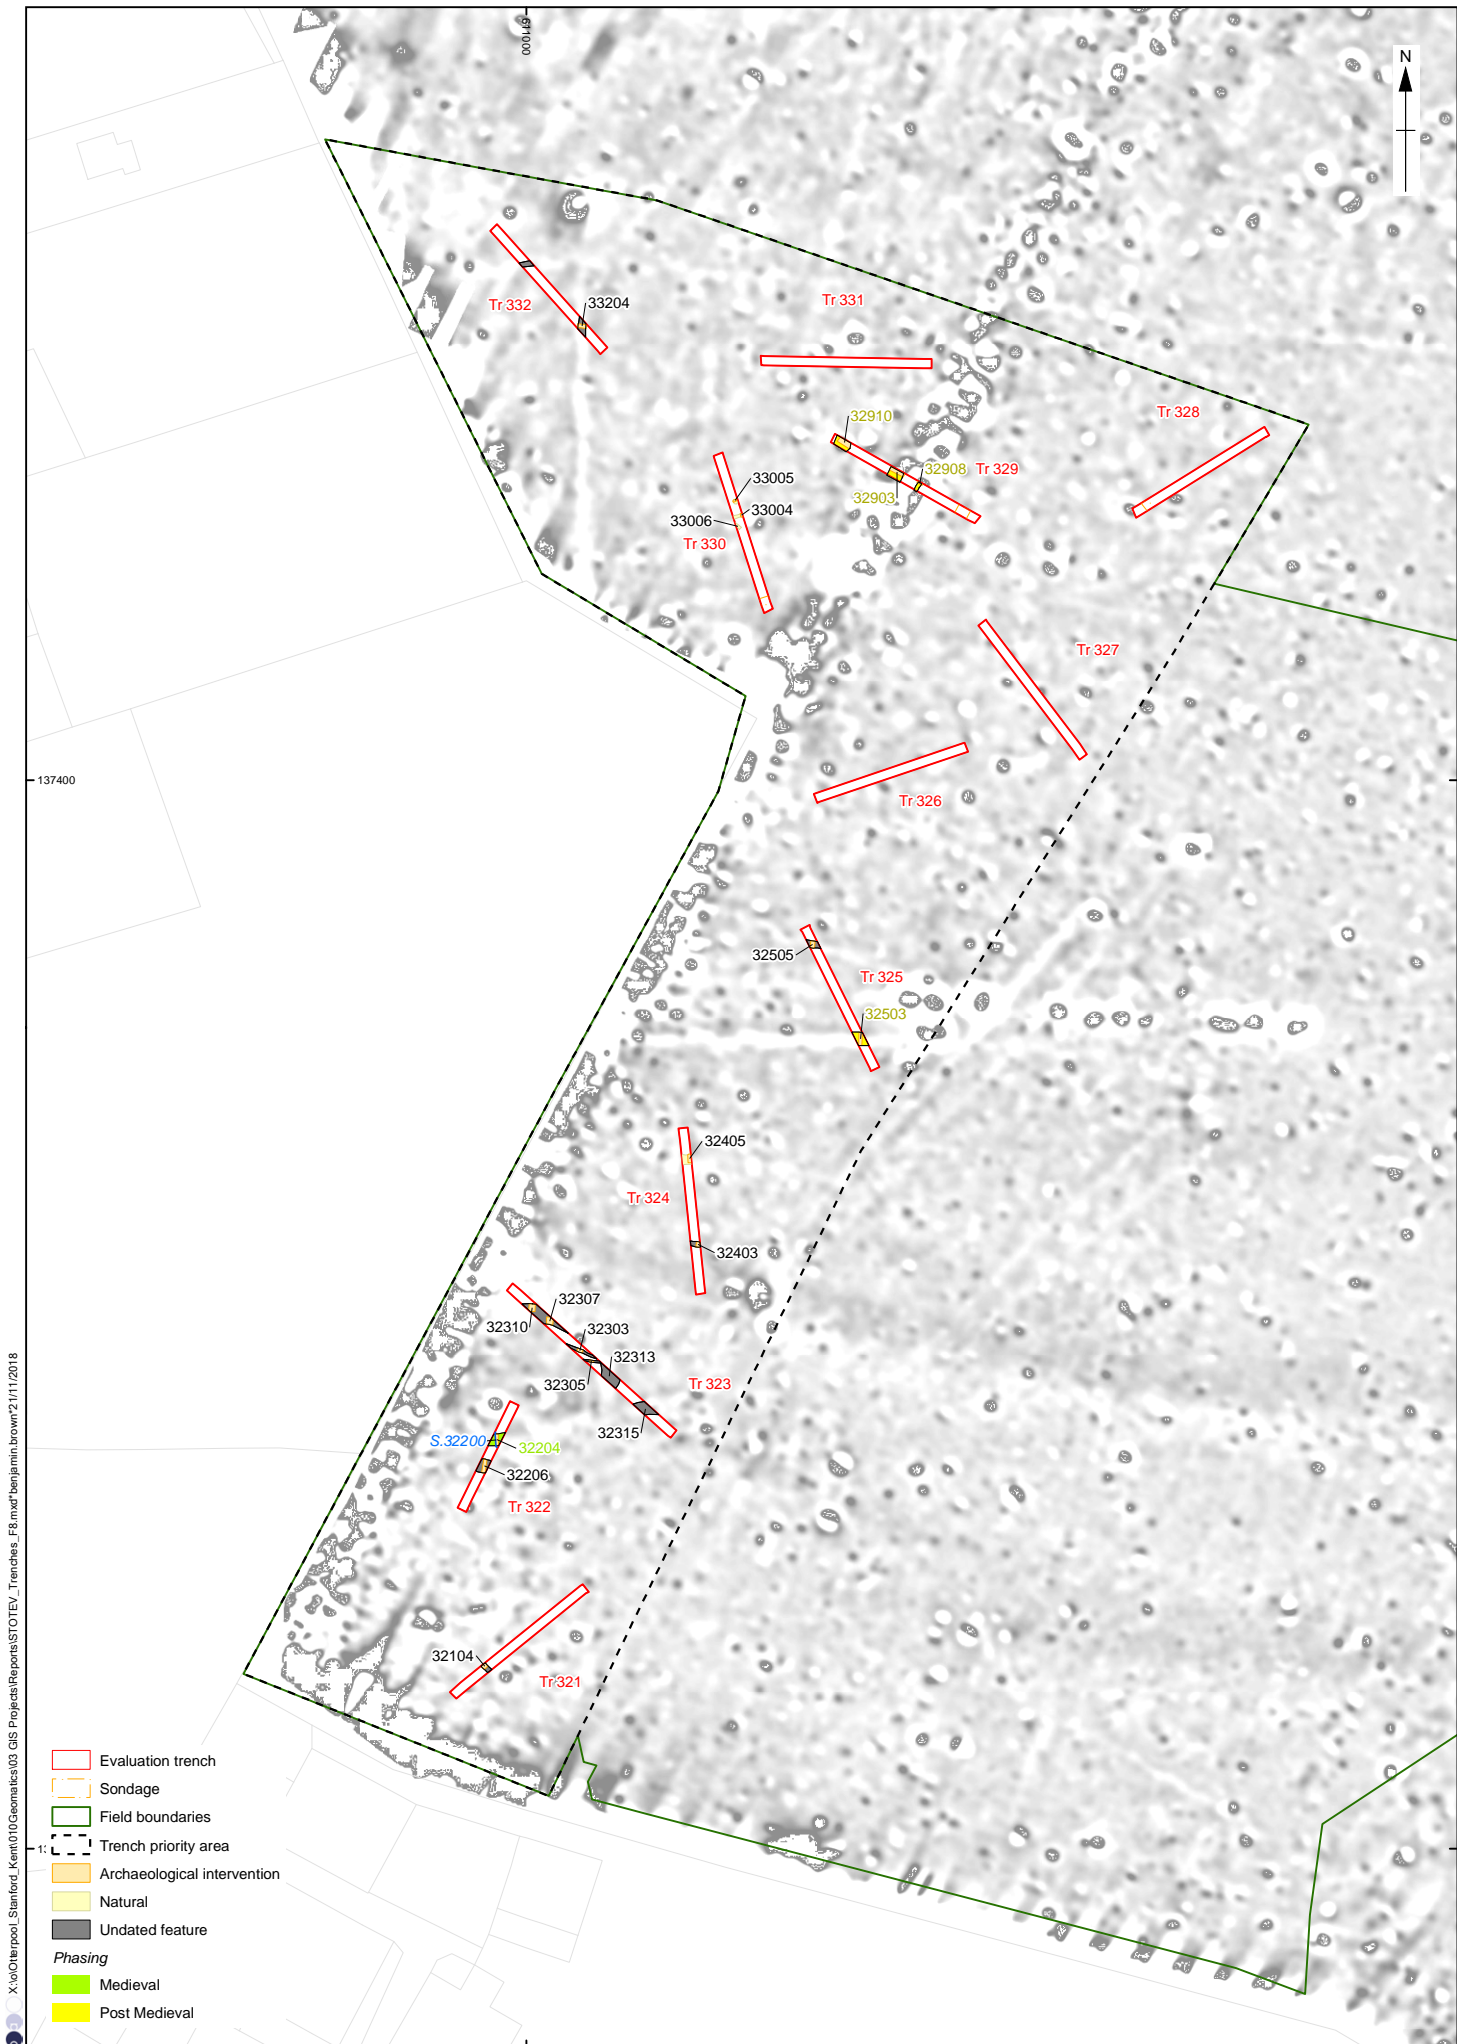 611000
N
Tr 332
33204
Tr 331
Tr 328
32910
32908
Tr 329
32903
33005
33004
33006
Tr 330
Tr 327
137400
Tr 326
32505
Tr 325
32503
32405
Tr 324
32403
32307
32310
32303
32313
32305
Tr 323
32315
S.32200
32204
32206
Tr 322
32104
Tr 321
Evaluation trench
Sondage
Field boundaries
Trench priority area
Archaeological intervention
Natural
Undated feature
Phasing
Medieval
Post Medieval
X:\o\Otterpool_Stanford_Kent\010Geomatics\03 GIS Projects\Reports\STOTEV_Trenches_F8.mxd*benjamin.brown*21/11/2018